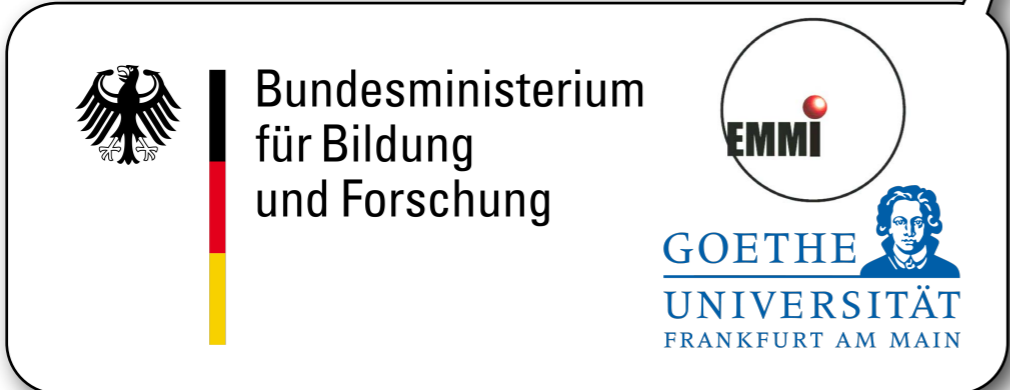 Bundesministerium
für Bildung
und Forschung
EMMi
GOETHE
UNIVERSITÄT
FRANKFURT AM MAIN